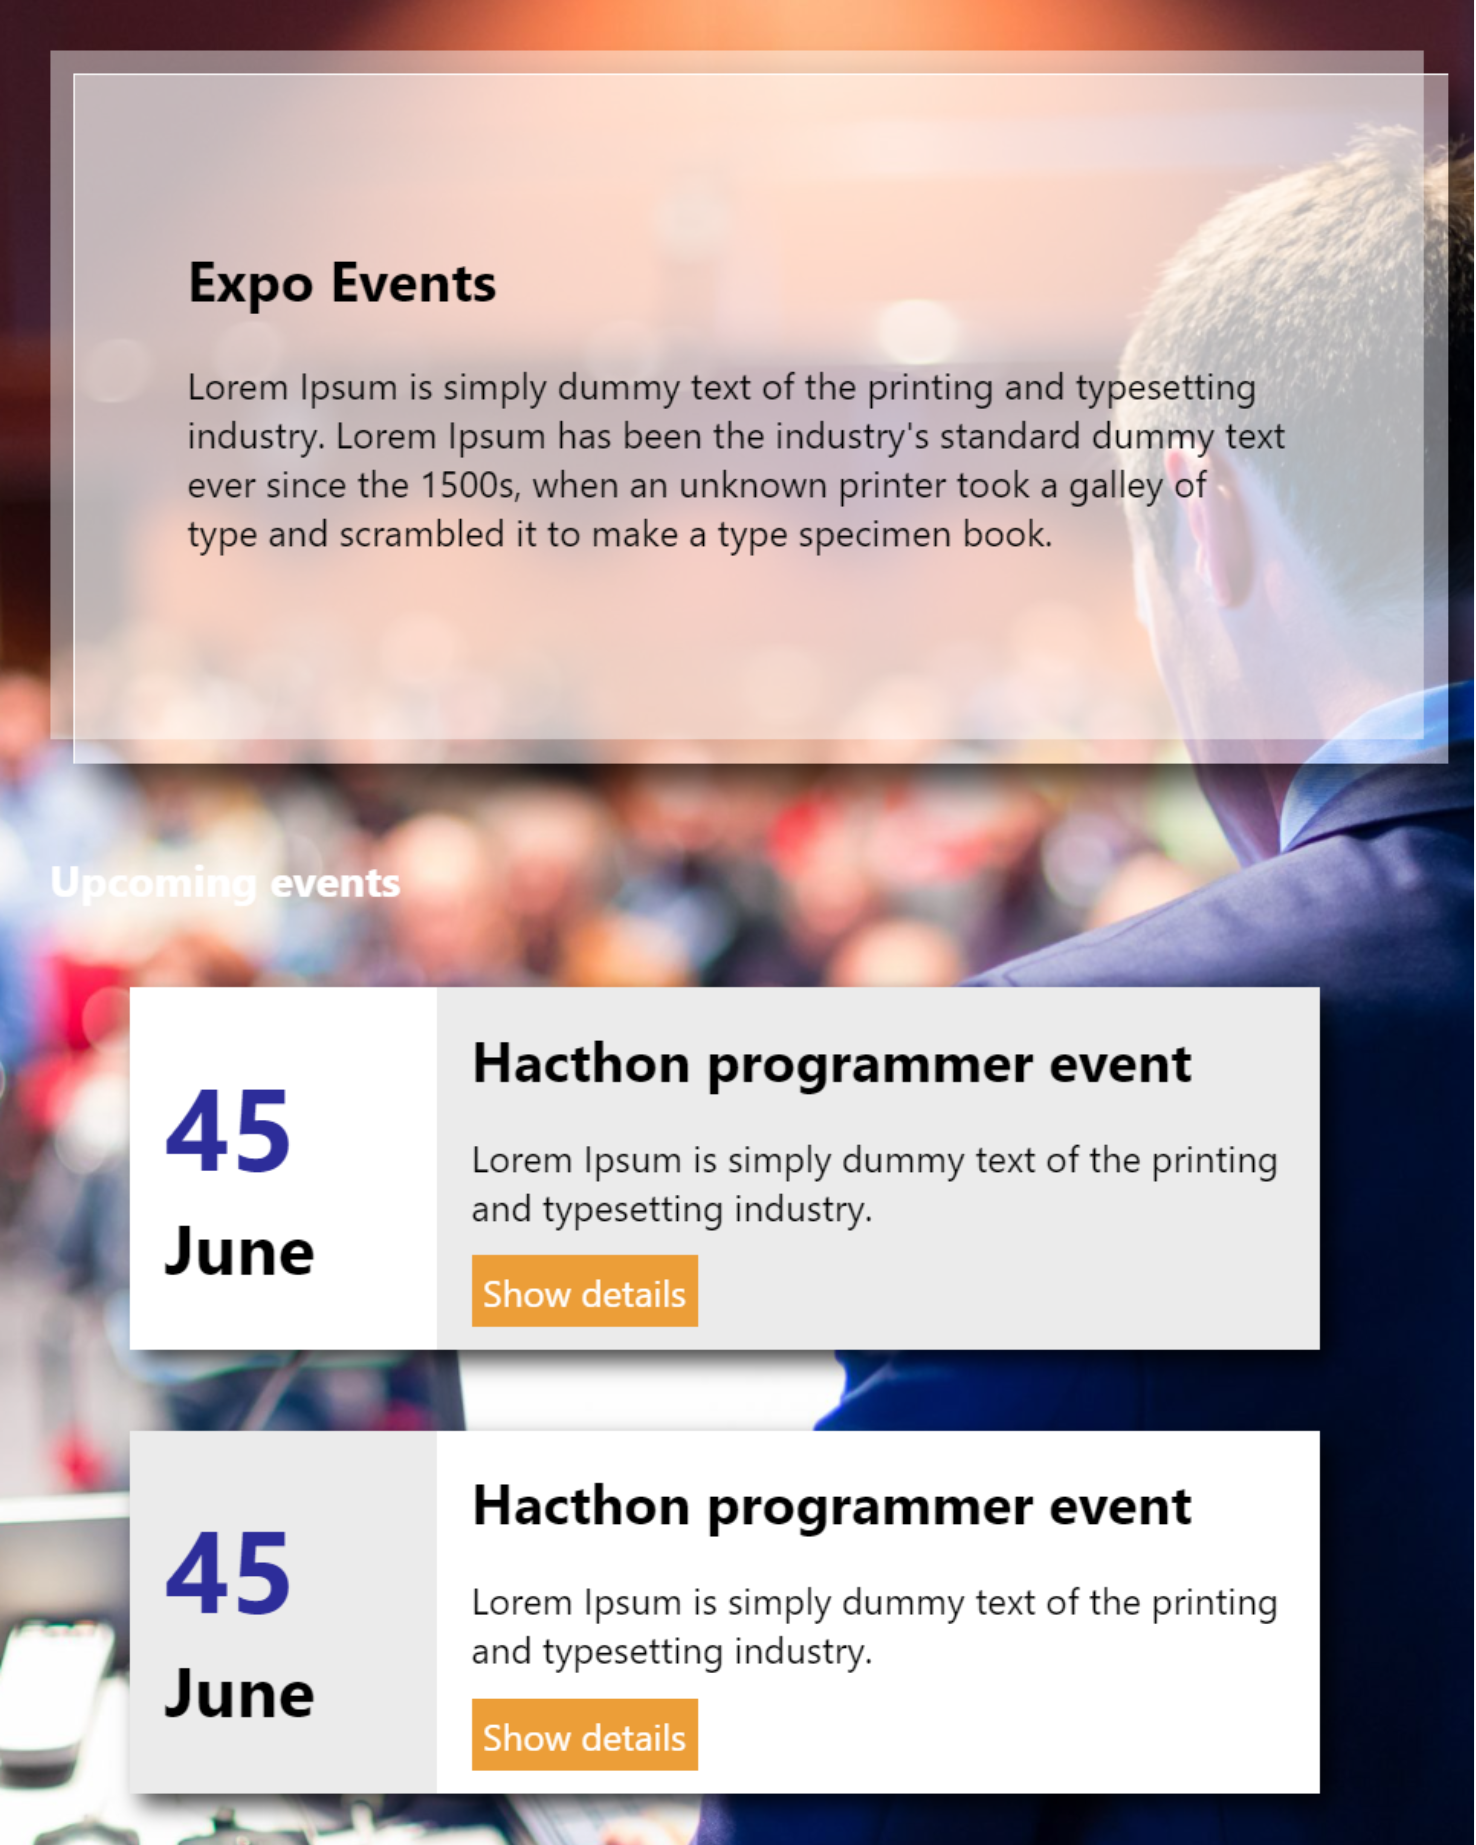 Expo Events
Lorem Ipsum is simply dummy text of the printing and typesetting
industry. Lorem Ipsum has been the industry's standard dummy text
ever since the 1500s, when an unknown printer took a galley of
type and scrambled it to make a type specimen book.
Upcoming events
45
June
Hacthon programmer event
Lorem Ipsum is simply dummy text of the printing
and typesetting industry.
Show details
45
June
Hacthon programmer event
Lorem Ipsum is simply dummy text of the printing
and typesetting industry.
Show details